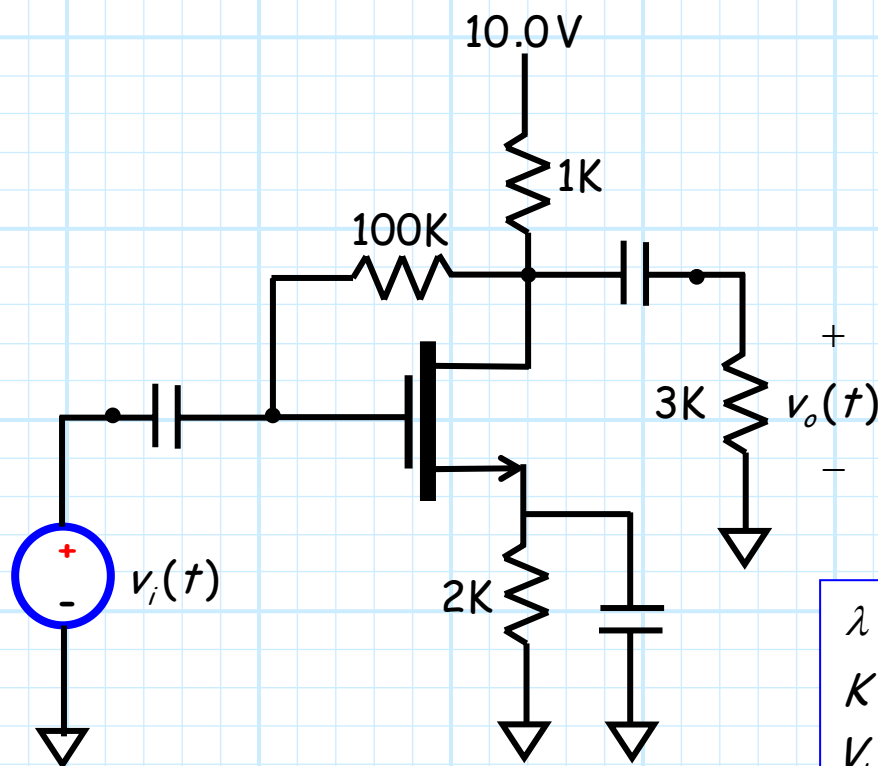 10.0V
1K
100K
+
3K
v_o(t)
−
+
v_i(t)
-
2K
λ
K